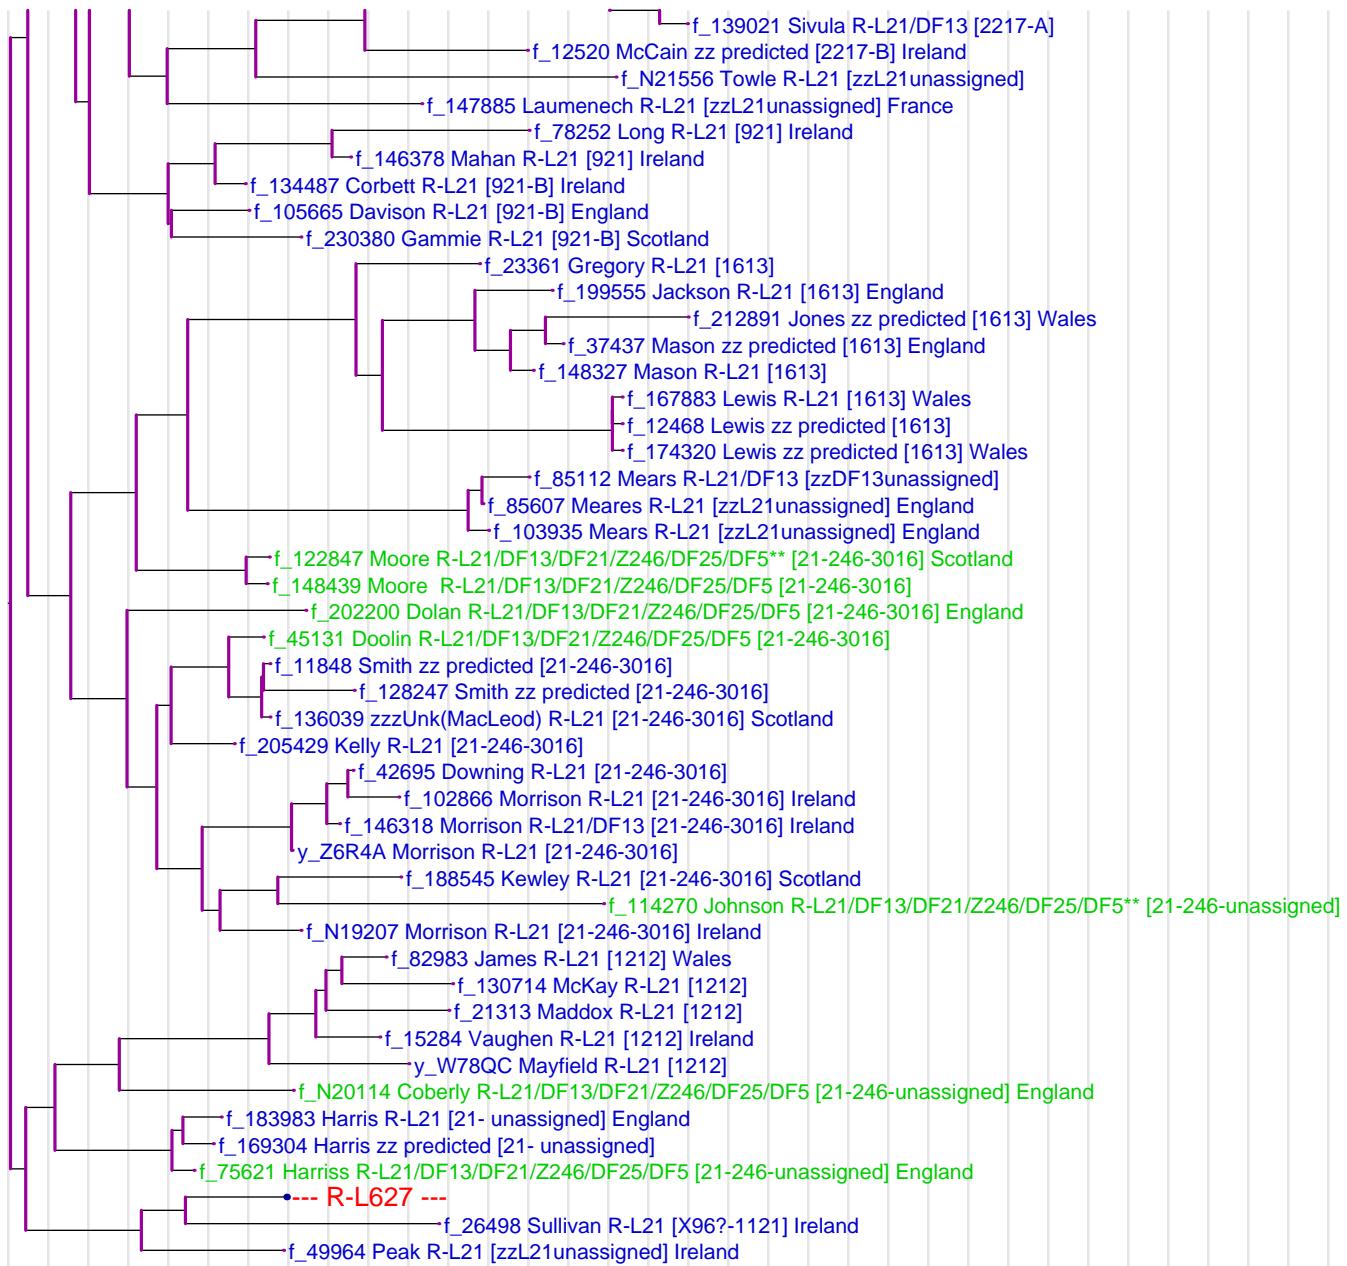 f_139021 Sivula R-L21/DF13 [2217-A]
f_12520 McCain zz predicted [2217-B] Ireland
f_N21556 Towle R-L21 [zzL21unassigned]
f_147885 Laumenech R-L21 [zzL21unassigned] France
f_78252 Long R-L21 [921] Ireland
f_146378 Mahan R-L21 [921] Ireland
f_134487 Corbett R-L21 [921-B] Ireland
f_105665 Davison R-L21 [921-B] England
f_230380 Gammie R-L21 [921-B] Scotland
f_23361 Gregory R-L21 [1613]
f_199555 Jackson R-L21 [1613] England
f_212891 Jones zz predicted [1613] Wales
f_37437 Mason zz predicted [1613] England
f_148327 Mason R-L21 [1613]
f_167883 Lewis R-L21 [1613] Wales
f_12468 Lewis zz predicted [1613]
f_174320 Lewis zz predicted [1613] Wales
f_85112 Mears R-L21/DF13 [zzDF13unassigned]
f_85607 Meares R-L21 [zzL21unassigned] England
f_103935 Mears R-L21 [zzL21unassigned] England
f_122847 Moore R-L21/DF13/DF21/Z246/DF25/DF5** [21-246-3016] Scotland
f_148439 Moore  R-L21/DF13/DF21/Z246/DF25/DF5 [21-246-3016]
f_202200 Dolan R-L21/DF13/DF21/Z246/DF25/DF5 [21-246-3016] England
f_45131 Doolin R-L21/DF13/DF21/Z246/DF25/DF5 [21-246-3016]
f_11848 Smith zz predicted [21-246-3016]
f_128247 Smith zz predicted [21-246-3016]
f_136039 zzzUnk(MacLeod) R-L21 [21-246-3016] Scotland
f_205429 Kelly R-L21 [21-246-3016]
f_42695 Downing R-L21 [21-246-3016]
f_102866 Morrison R-L21 [21-246-3016] Ireland
f_146318 Morrison R-L21/DF13 [21-246-3016] Ireland
y_Z6R4A Morrison R-L21 [21-246-3016]
f_188545 Kewley R-L21 [21-246-3016] Scotland
f_114270 Johnson R-L21/DF13/DF21/Z246/DF25/DF5** [21-246-unassigned]
f_N19207 Morrison R-L21 [21-246-3016] Ireland
f_82983 James R-L21 [1212] Wales
f_130714 McKay R-L21 [1212]
f_21313 Maddox R-L21 [1212]
f_15284 Vaughen R-L21 [1212] Ireland
y_W78QC Mayfield R-L21 [1212]
f_N20114 Coberly R-L21/DF13/DF21/Z246/DF25/DF5 [21-246-unassigned] England
f_183983 Harris R-L21 [21- unassigned] England
f_169304 Harris zz predicted [21- unassigned]
f_75621 Harriss R-L21/DF13/DF21/Z246/DF25/DF5 [21-246-unassigned] England
--- R-L627 ---
f_26498 Sullivan R-L21 [X96?-1121] Ireland
f_49964 Peak R-L21 [zzL21unassigned] Ireland